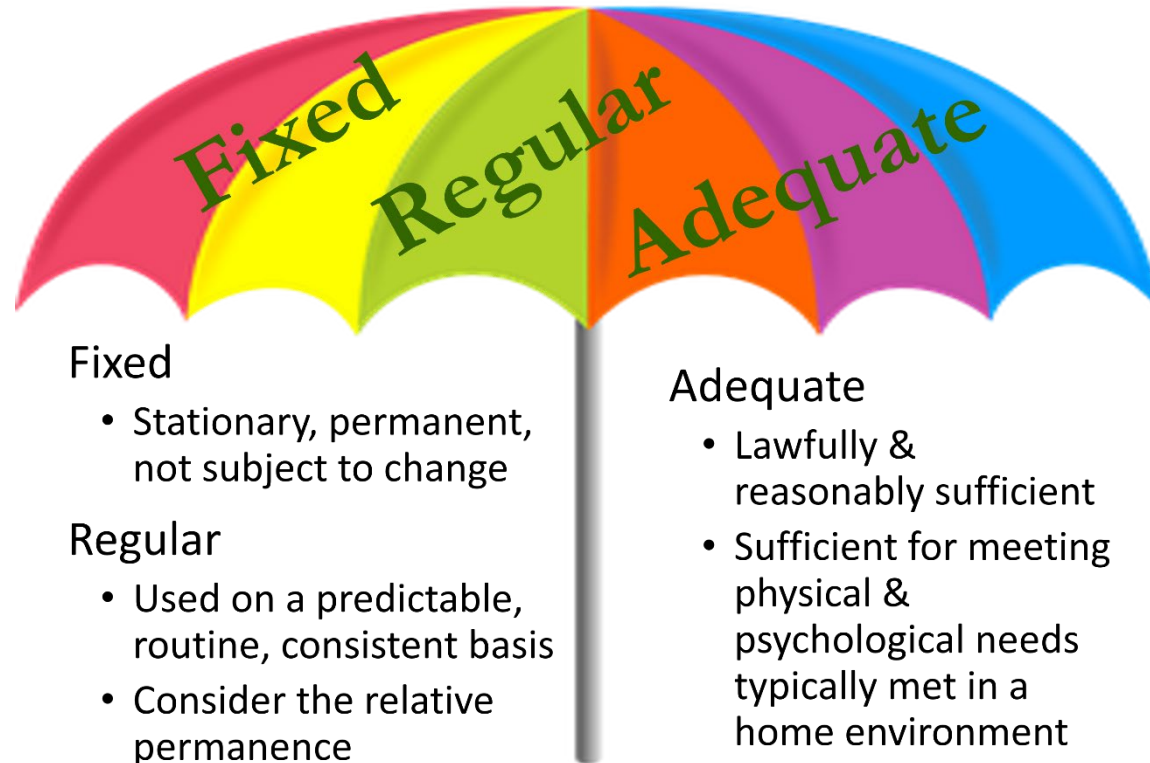 Fixed
Regular
Adequate
Fixed
• Stationary, permanent,
not subject to change
Regular
• Used on a predictable,
routine, consistent basis
• Consider the relative
permanence
Adequate
• Lawfully &
reasonably sufficient
• Sufficient for meeting
physical &
psychological needs
typically met in a
home environment